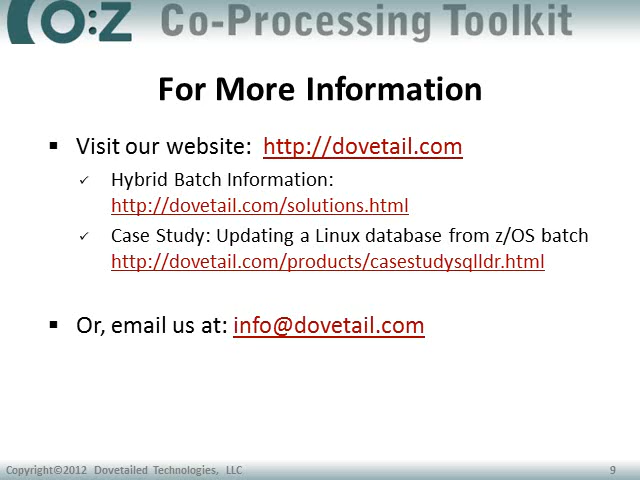 CO:Z Co-Processing Toolkit
For More Information
▪ Visit our website: http://dovetail.com
✓ Hybrid Batch Information:
http://dovetail.com/solutions.html
✓ Case Study: Updating a Linux database from z/OS batch
http://dovetail.com/products/casestudysqlldr.html
▪ Or, email us at: info@dovetail.com
Copyright©2012 Dovetailed Technologies, LLC 9